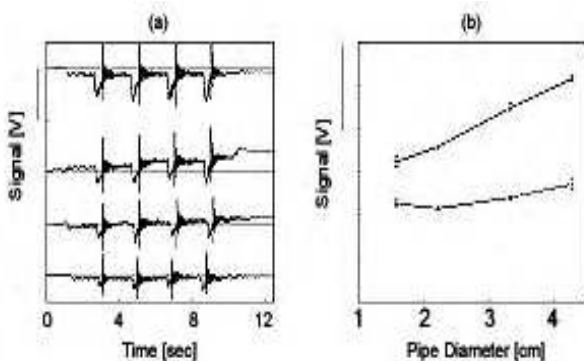 (a)
(b)
Signal [V]
0 4 8 12
Time [sec]
Signal [V]
1 2 3 4
Pipe Diameter [cm]